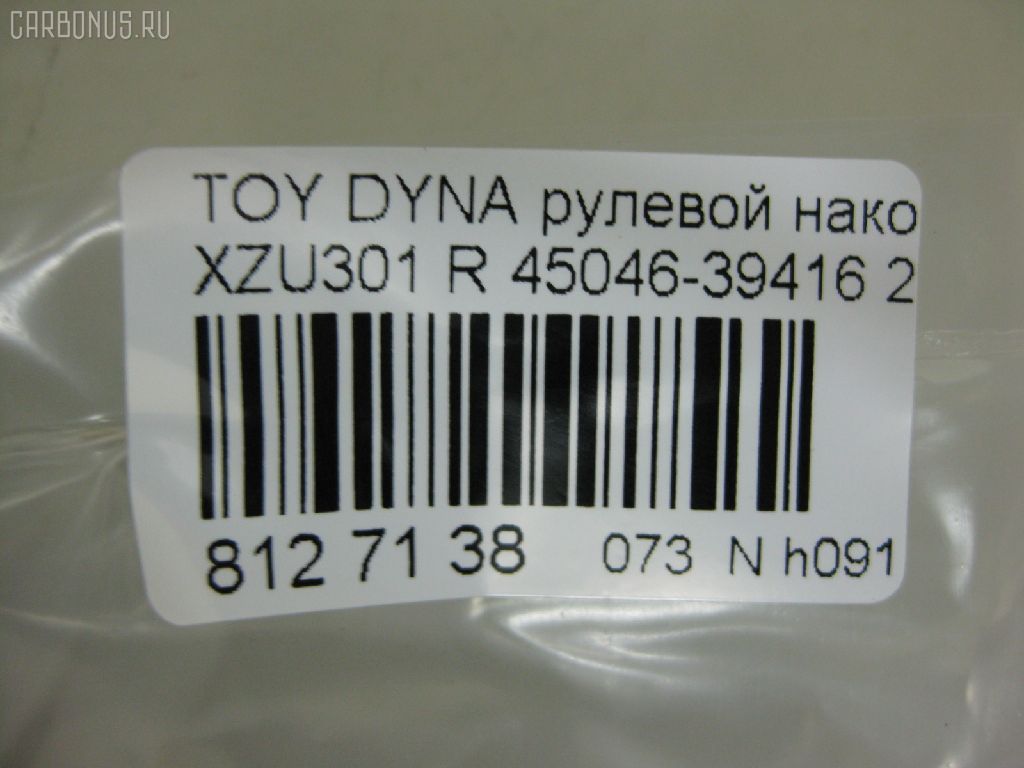 CARBONUS.RU
TOY DYNA рулевой нако
XZU301 R 45046-39416 2
812 71 38 073 N h091